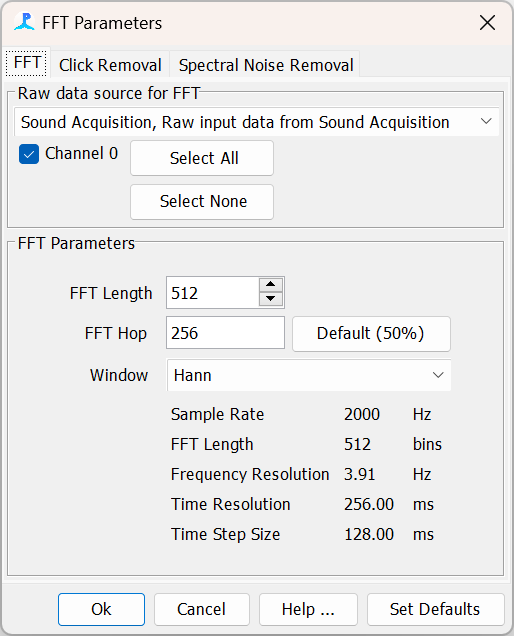 FFT Parameters
FFT Click Removal Spectral Noise Removal
Raw data source for FFT
Sound Acquisition, Raw input data from Sound Acquisition
Channel 0 Select All
Select None
FFT Parameters
FFT Length 512
FFT Hop 256 Default (50%)
Window Hann
Sample Rate 2000 Hz
FFT Length 512 bins
Frequency Resolution 3.91 Hz
Time Resolution 256.00 ms
Time Step Size 128.00 ms
Ok Cancel Help ... Set Defaults